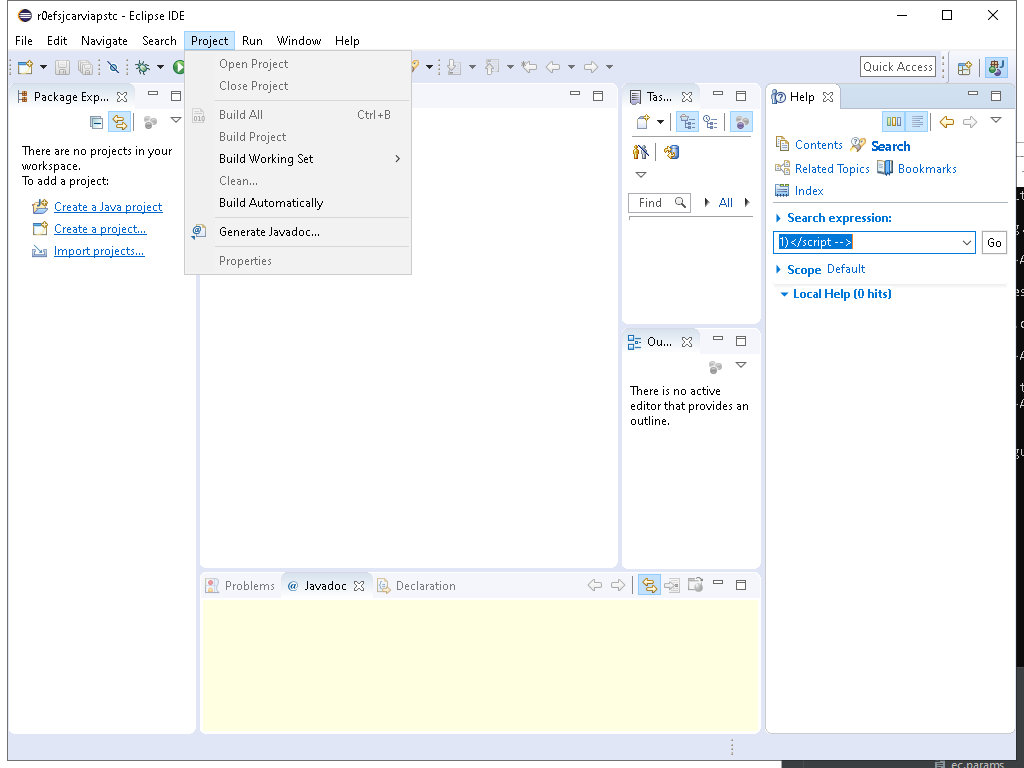 r0efsjcarviapstc - Eclipse IDE
File Edit Navigate Search Project Run Window Help
Quick Access
Open Project
Close Project
Build All Ctrl+B
Build Project
Build Working Set
Clean...
Build Automatically
Generate Javadoc...
Properties
Package Exp...
There are no projects in your
workspace.
To add a project:
Create a Java project
Create a project...
Import projects...
Tas...
Find All
Ou...
There is no active
editor that provides an
outline.
Help
Contents Search
Related Topics Bookmarks
Index
Search expression:
1)</script --> Go
Scope Default
Local Help (0 hits)
Problems @ Javadoc Declaration
ec.params